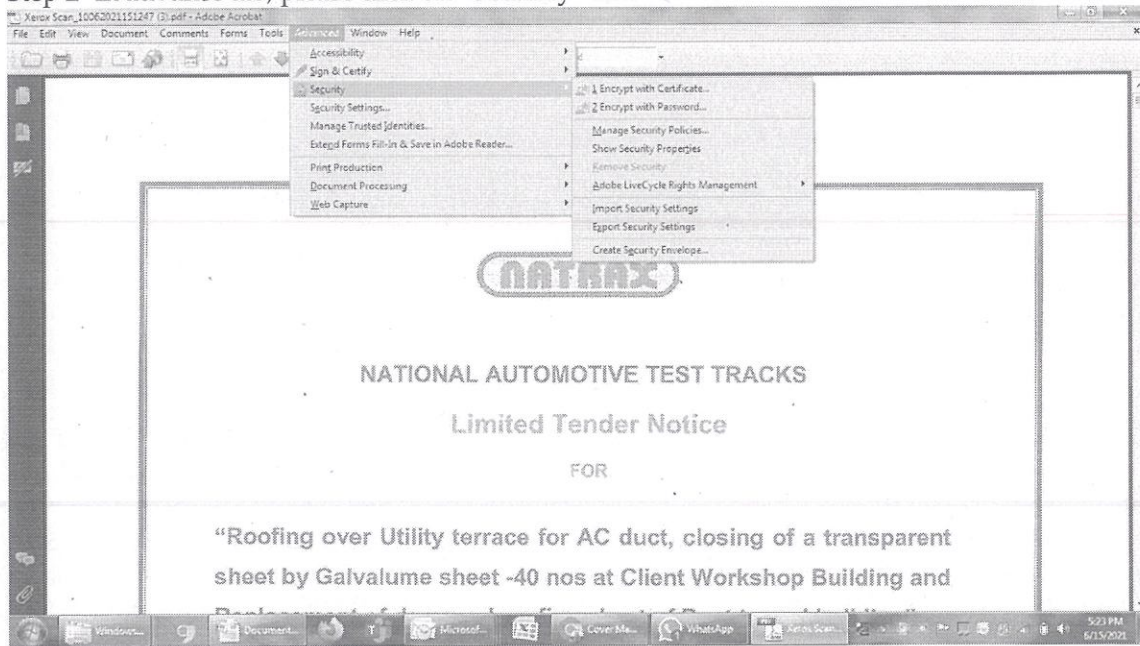 Xerox Scan_10062021151247 (3).pdf - Adobe Acrobat
File Edit View Document Comments Forms Tools Advanced Window Help
Accessibility
Sign & Certify
Security
Security Settings...
Manage Trusted Identities...
Extend Forms Fill-In & Save in Adobe Reader...
Print Production
Document Processing
Web Capture
1 Encrypt with Certificate...
2 Encrypt with Password...
Manage Security Policies...
Show Security Properties
Remove Security
Adobe LiveCycle Rights Management
Import Security Settings
Export Security Settings
Create Security Envelope...
NATRAX
NATIONAL AUTOMOTIVE TEST TRACKS
Limited Tender Notice
FOR
“Roofing over Utility terrace for AC duct, closing of a transparent
sheet by Galvalume sheet -40 nos at Client Workshop Building and
Windows... Document... Microsof... Cover Ma... WhatsApp Xerox Scan...
5:23 PM
6/15/2021